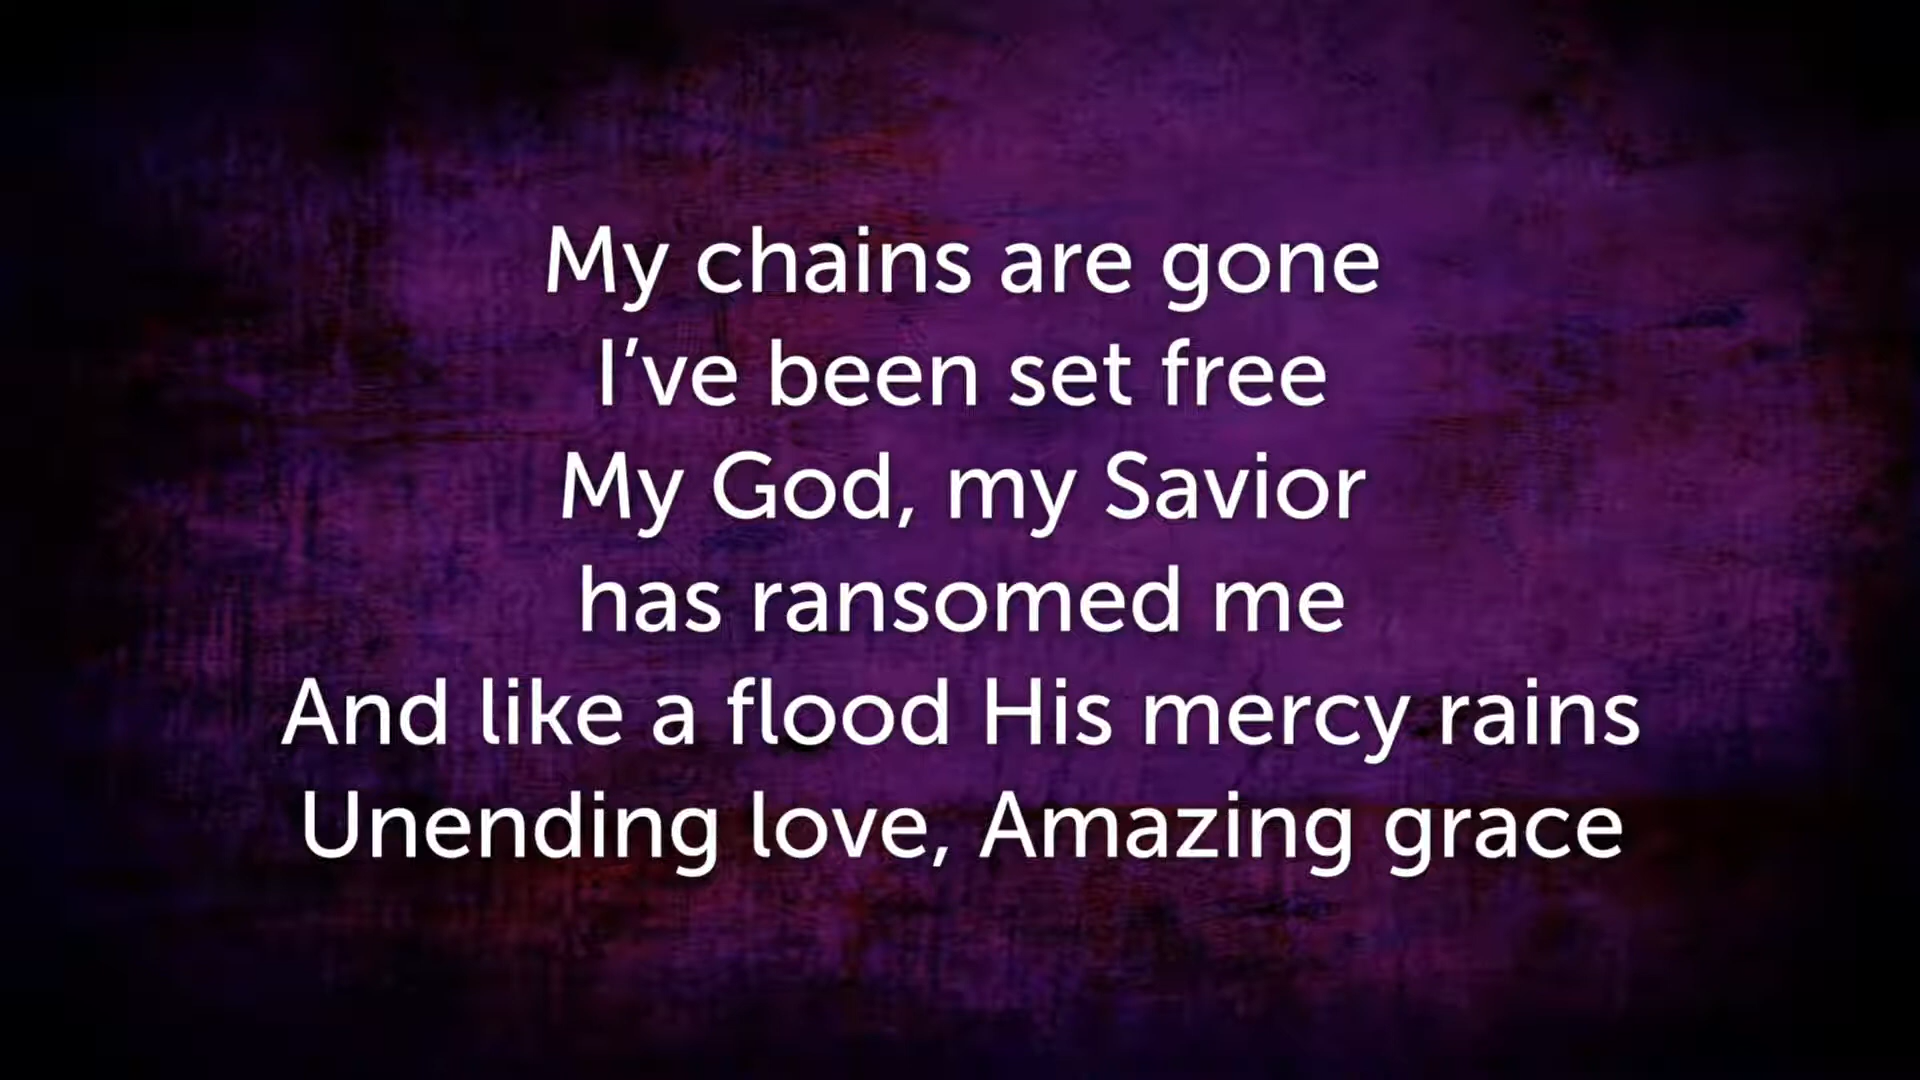 My chains are gone
I’ve been set free
My God, my Savior
has ransomed me
And like a flood His mercy rains
Unending love, Amazing grace